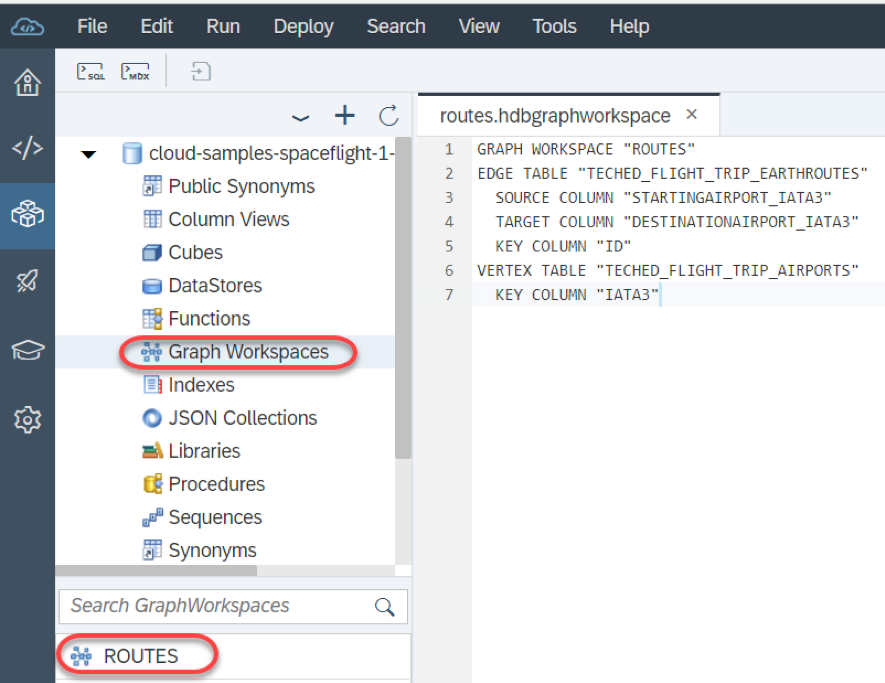 File Edit Run Deploy Search View Tools Help
SQL MDX
cloud-samples-spaceflight-1-
Public Synonyms
Column Views
Cubes
DataStores
Functions
Graph Workspaces
Indexes
JSON Collections
Libraries
Procedures
Sequences
Synonyms
Search GraphWorkspaces
ROUTES
routes.hdbgraphworkspace ×
1 GRAPH WORKSPACE "ROUTES"
2 EDGE TABLE "TECHED_FLIGHT_TRIP_EARTHROUTES"
3 SOURCE COLUMN "STARTINGAIRPORT_IATA3"
4 TARGET COLUMN "DESTINATIONAIRPORT_IATA3"
5 KEY COLUMN "ID"
6 VERTEX TABLE "TECHED_FLIGHT_TRIP_AIRPORTS"
7 KEY COLUMN "IATA3"